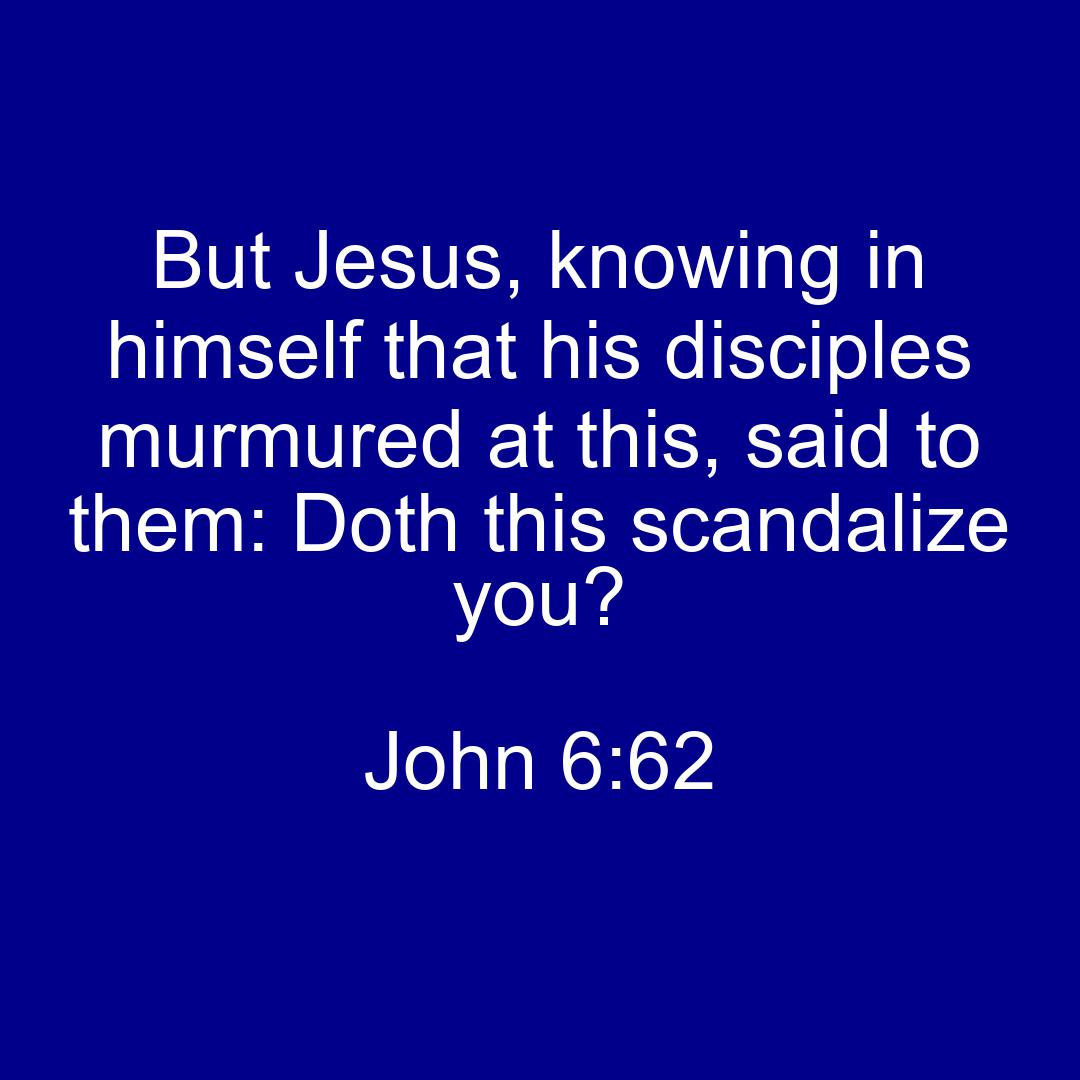 But Jesus, knowing in
himself that his disciples
murmured at this, said to
them: Doth this scandalize
you?
John 6:62